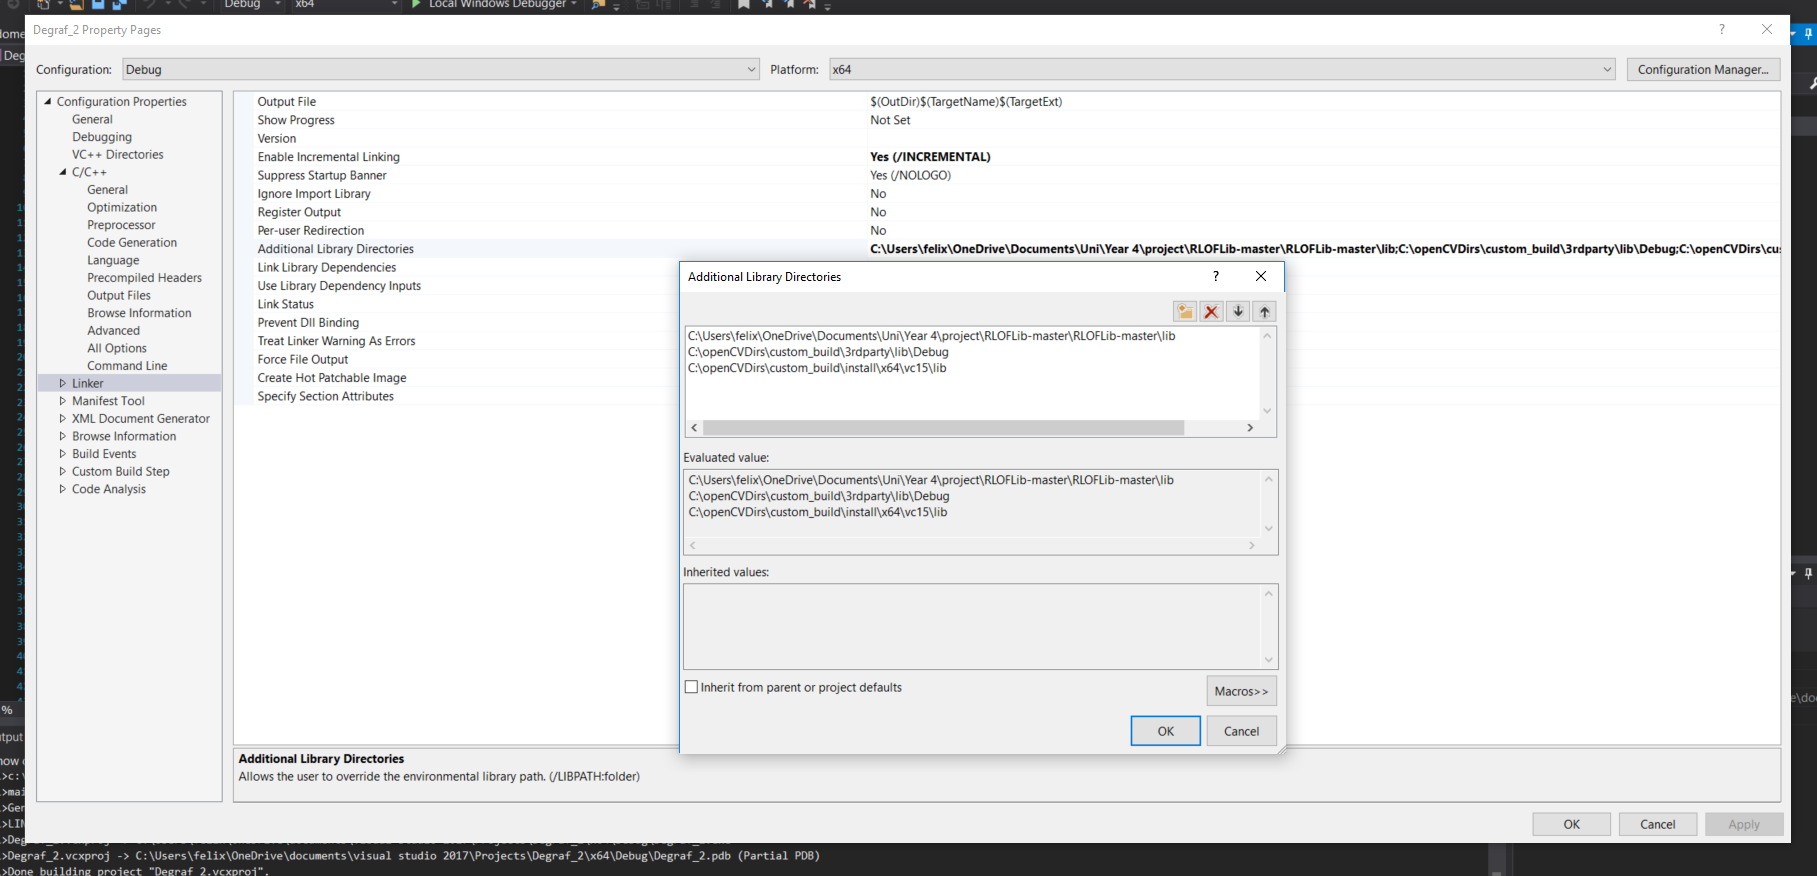 Debug x64 Local Windows Debugger
Degraf_2 Property Pages
Configuration: Debug Platform: x64 Configuration Manager...
Configuration Properties
General
Debugging
VC++ Directories
C/C++
General
Optimization
Preprocessor
Code Generation
Language
Precompiled Headers
Output Files
Browse Information
Advanced
All Options
Command Line
Linker
Manifest Tool
XML Document Generator
Browse Information
Build Events
Custom Build Step
Code Analysis
Output File $(OutDir)$(TargetName)$(TargetExt)
Show Progress Not Set
Version
Enable Incremental Linking Yes (/INCREMENTAL)
Suppress Startup Banner Yes (/NOLOGO)
Ignore Import Library No
Register Output No
Per-user Redirection No
Additional Library Directories C:\Users\felix\OneDrive\Documents\Uni\Year 4\project\RLOFLib-master\RLOFLib-master\lib;C:\openCVDirs\custom_build\3rdparty\lib\Debug;C:\openCVDirs\cus
Link Library Dependencies
Use Library Dependency Inputs
Link Status
Prevent Dll Binding
Treat Linker Warning As Errors
Force File Output
Create Hot Patchable Image
Specify Section Attributes
Additional Library Directories
C:\Users\felix\OneDrive\Documents\Uni\Year 4\project\RLOFLib-master\RLOFLib-master\lib
C:\openCVDirs\custom_build\3rdparty\lib\Debug
C:\openCVDirs\custom_build\install\x64\vc15\lib
Evaluated value:
C:\Users\felix\OneDrive\Documents\Uni\Year 4\project\RLOFLib-master\RLOFLib-master\lib
C:\openCVDirs\custom_build\3rdparty\lib\Debug
C:\openCVDirs\custom_build\install\x64\vc15\lib
Inherited values:
Inherit from parent or project defaults
Macros>>
OK Cancel
Additional Library Directories
Allows the user to override the environmental library path. (/LIBPATH:folder)
OK Cancel Apply
>Degraf_2.vcxproj -> C:\Users\felix\OneDrive\documents\visual studio 2017\Projects\Degraf_2\x64\Debug\Degraf_2.pdb (Partial PDB)
>Done building project "Degraf_2.vcxproj".